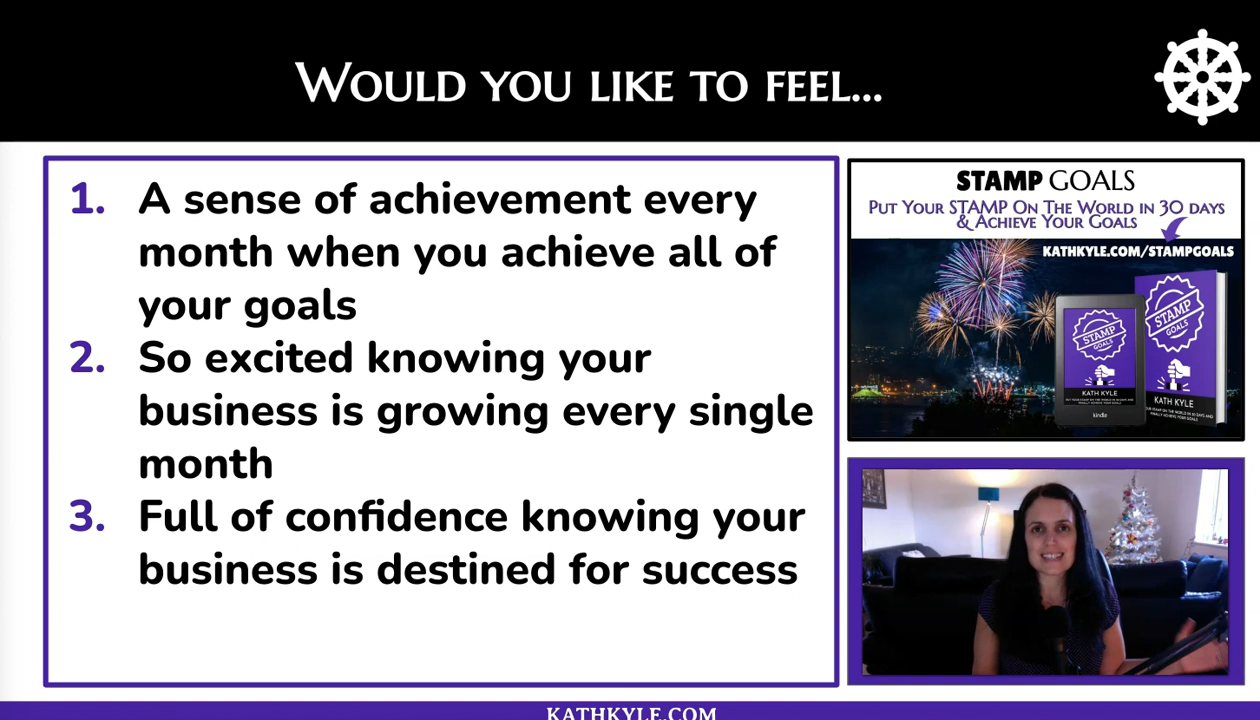 WOULD YOU LIKE TO FEEL...
1. A sense of achievement every
month when you achieve all of
your goals
2. So excited knowing your
business is growing every single
month
3. Full of confidence knowing your
business is destined for success
STAMP GOALS
PUT YOUR STAMP ON THE WORLD IN 30 DAYS
& ACHIEVE YOUR GOALS
KATHKYLE.COM/STAMPGOALS
STAMP
GOALS
KATH KYLE
kindle
STAMP
GOALS
KATH KYLE
KATHKYLE.COM